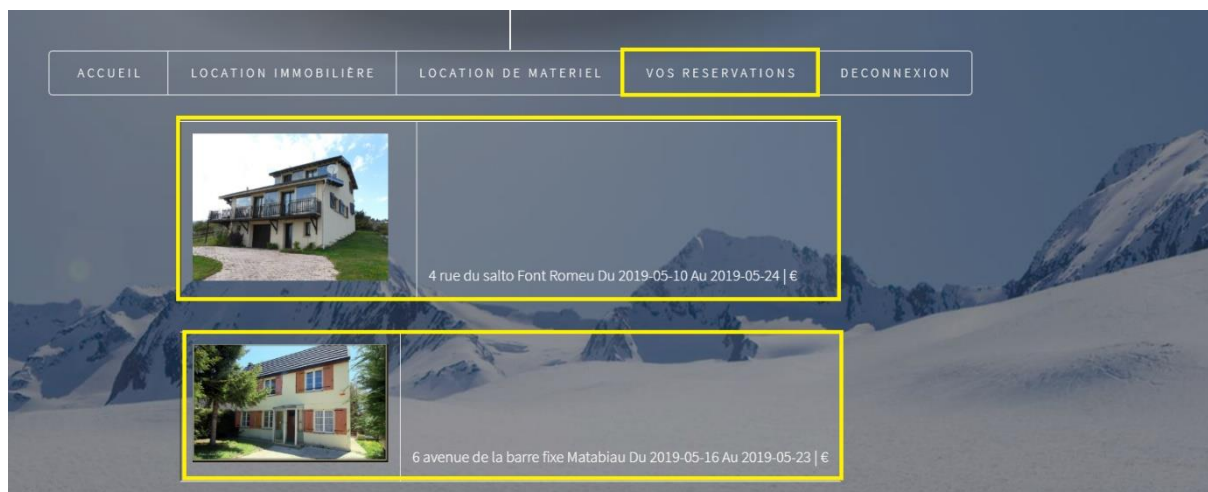 ACCUEIL LOCATION IMMOBILIÈRE LOCATION DE MATERIEL VOS RESERVATIONS DECONNEXION
4 rue du salto Font Romeu Du 2019-05-10 Au 2019-05-24 | €
6 avenue de la barre fixe Matabiau Du 2019-05-16 Au 2019-05-23 | €